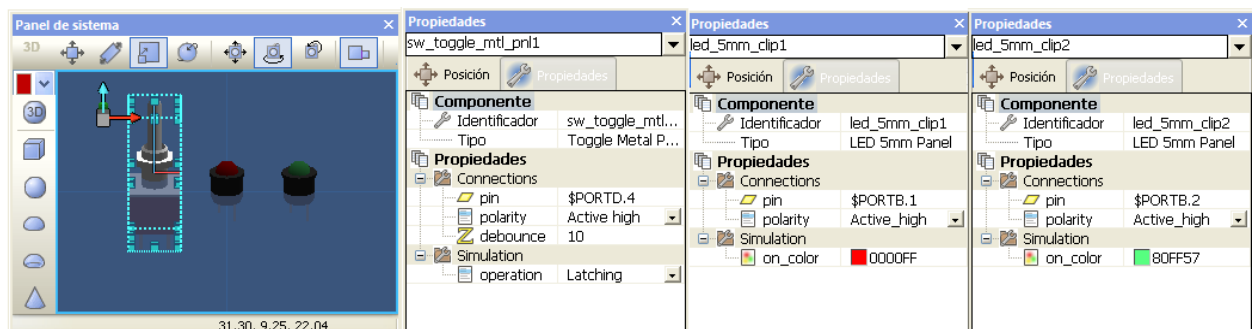 Panel de sistema
3D
3D
31.30, 9.25, 22.04
Propiedades
sw_toggle_mtl_pnl1
Posición Propiedades
Componente
Identificador sw_toggle_mtl...
Tipo Toggle Metal P...
Propiedades
Connections
pin $PORTD.4
polarity Active high
debounce 10
Simulation
operation Latching
Propiedades
led_5mm_clip1
Posición Propiedades
Componente
Identificador led_5mm_clip1
Tipo LED 5mm Panel
Propiedades
Connections
pin $PORTB.1
polarity Active_high
Simulation
on_color 0000FF
Propiedades
led_5mm_clip2
Posición Propiedades
Componente
Identificador led_5mm_clip2
Tipo LED 5mm Panel
Propiedades
Connections
pin $PORTB.2
polarity Active_high
Simulation
on_color 80FF57